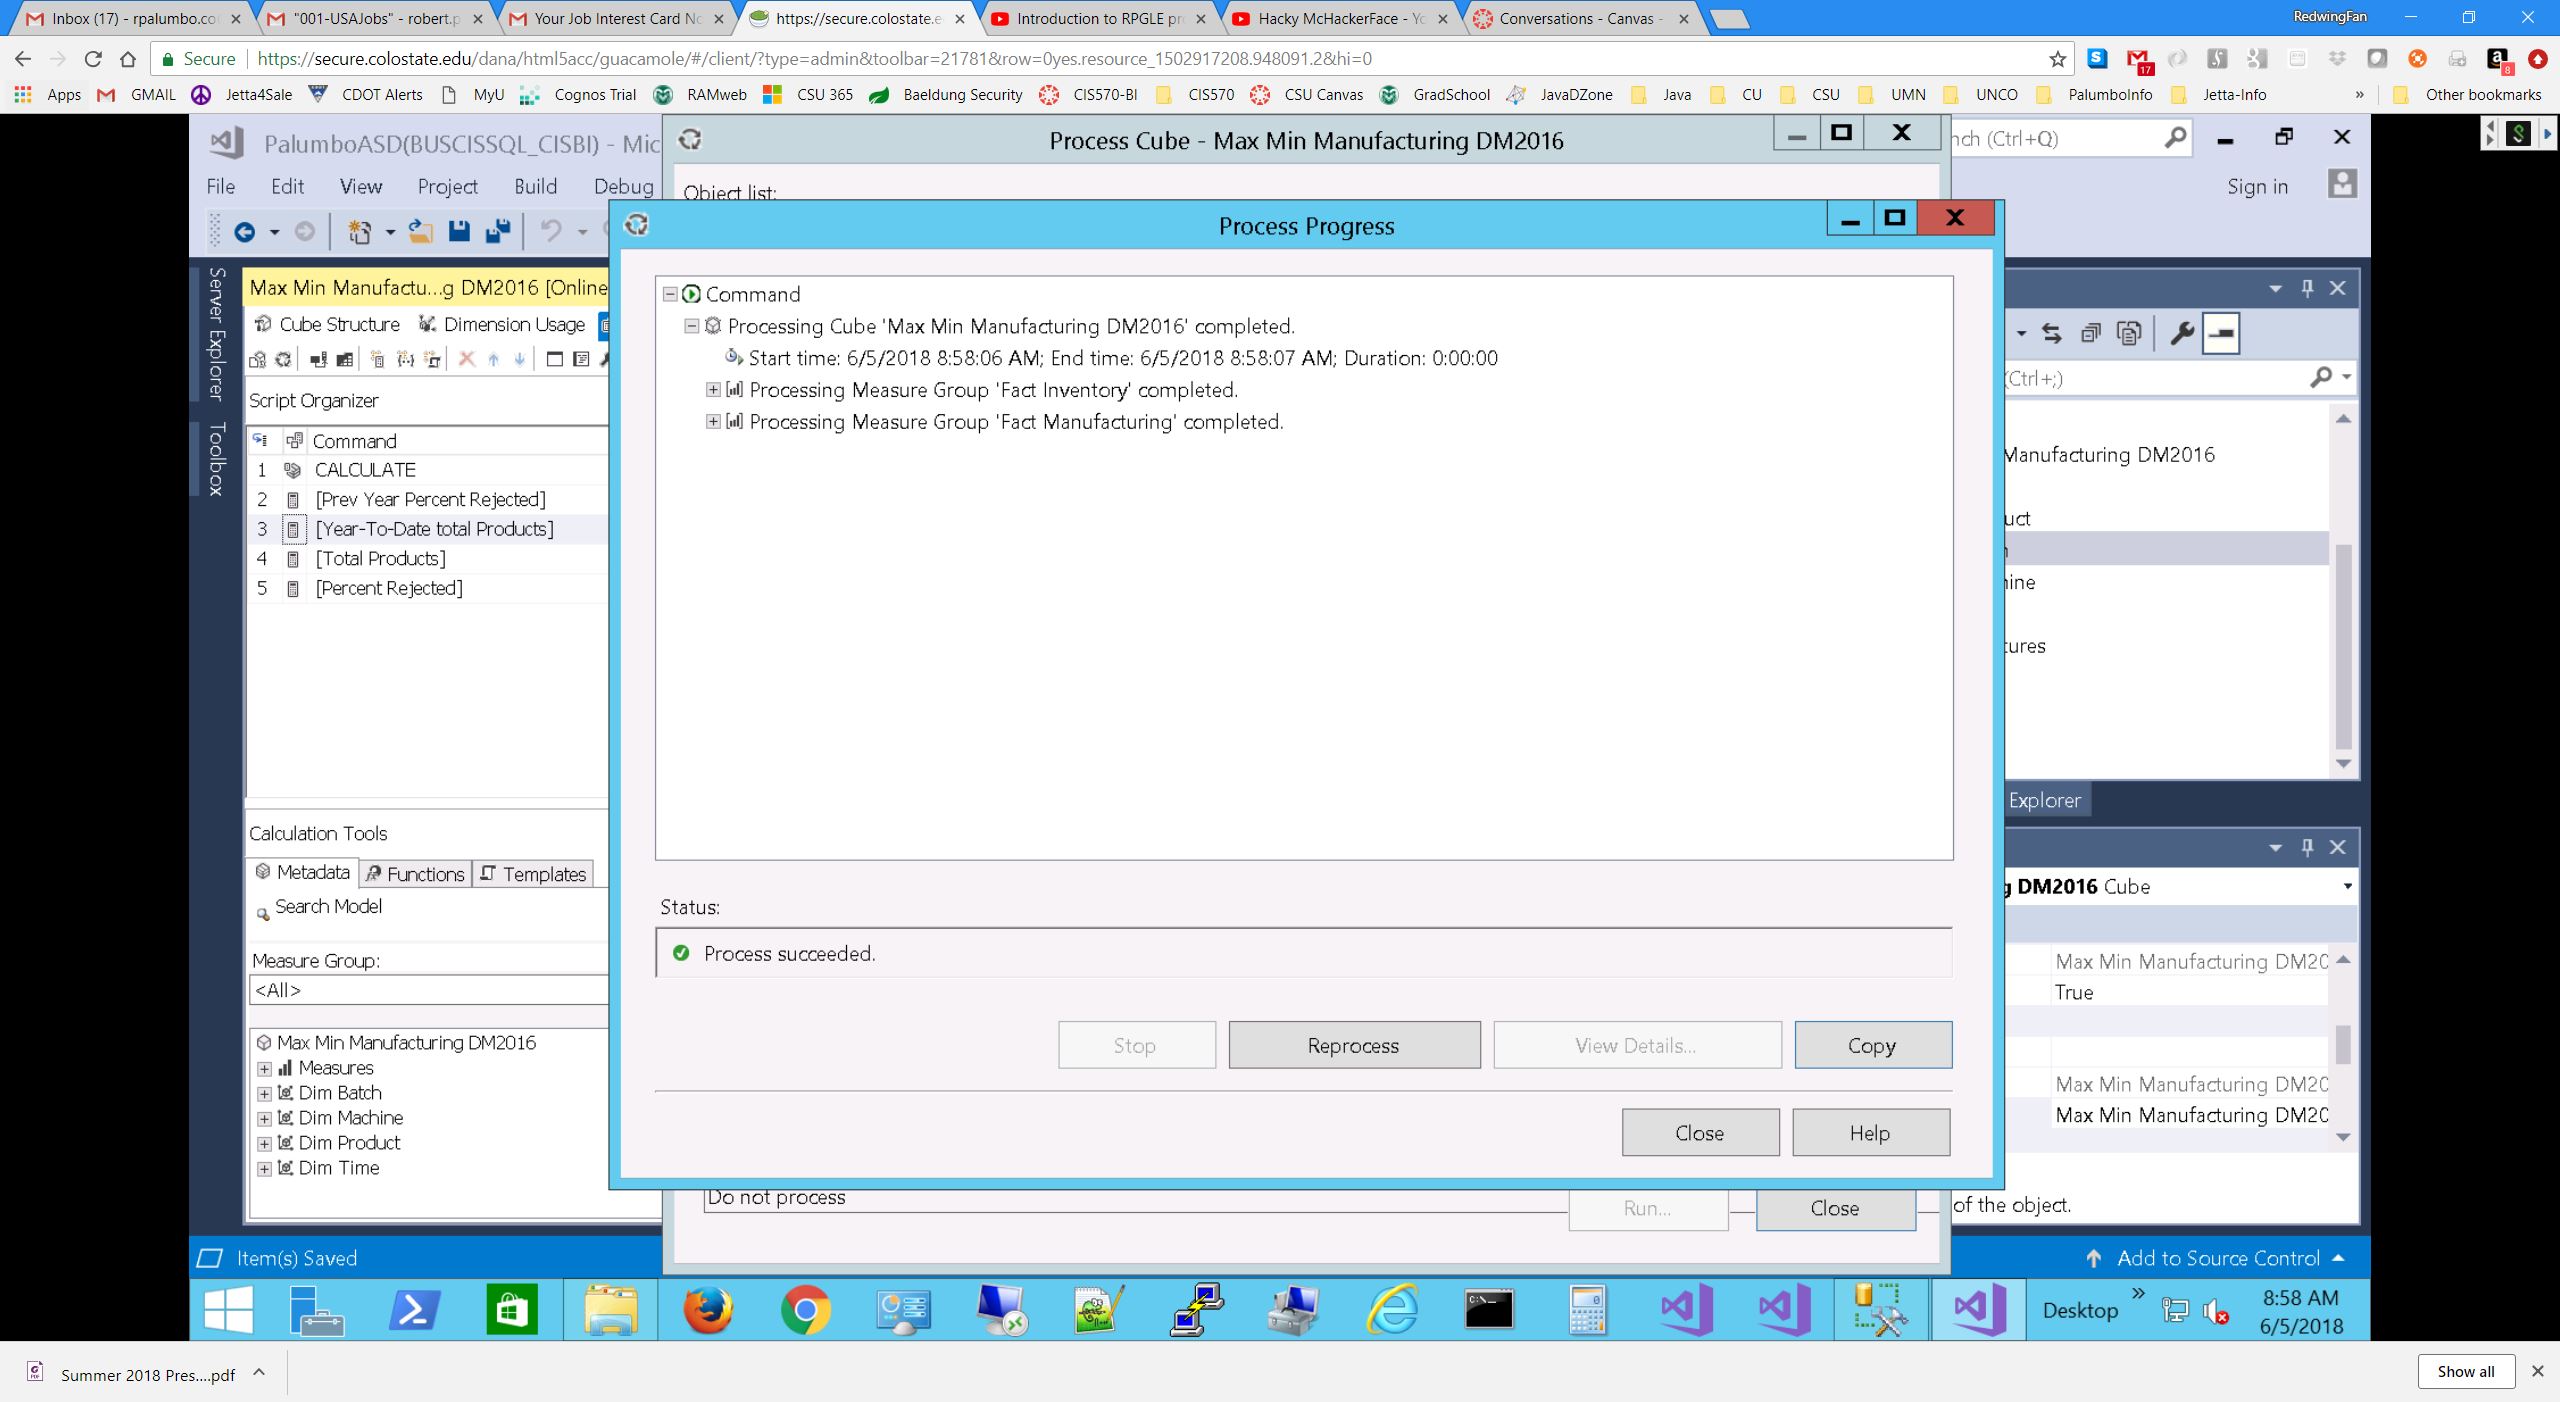 Inbox (17) - rpalumbo.co
"001-USAJobs" - robert.p
Your Job Interest Card No
https://secure.colostate.e
Introduction to RPGLE pr
Hacky McHackerFace - Yo
Conversations - Canvas -
RedwingFan
Secure https://secure.colostate.edu/dana/html5acc/guacamole/#/client/?type=admin&toolbar=21781&row=0yes.resource_1502917208.948091.2&hi=0
17
8
Apps GMAIL Jetta4Sale CDOT Alerts MyU Cognos Trial RAMweb CSU 365 Baeldung Security CIS570-BI CIS570 CSU Canvas GradSchool JavaDZone Java CU CSU UMN UNCO PalumboInfo Jetta-Info » Other bookmarks
PalumboASD(BUSCISSQL_CISBI) - Mic
Process Cube - Max Min Manufacturing DM2016
nch (Ctrl+Q)
File Edit View Project Build Debug
Object list:
Sign in
Process Progress
Server Explorer
Toolbox
Max Min Manufactu...g DM2016 [Online
Cube Structure Dimension Usage
Script Organizer
Command
1 CALCULATE
2 [Prev Year Percent Rejected]
3 [Year-To-Date total Products]
4 [Total Products]
5 [Percent Rejected]
Command
Processing Cube 'Max Min Manufacturing DM2016' completed.
Start time: 6/5/2018 8:58:06 AM; End time: 6/5/2018 8:58:07 AM; Duration: 0:00:00
Processing Measure Group 'Fact Inventory' completed.
Processing Measure Group 'Fact Manufacturing' completed.
(Ctrl+;)
Manufacturing DM2016
uct
n
hine
tures
Explorer
Calculation Tools
Metadata Functions Templates
Search Model
Measure Group:
<All>
Max Min Manufacturing DM2016
Measures
Dim Batch
Dim Machine
Dim Product
Dim Time
Status:
Process succeeded.
Stop Reprocess View Details... Copy
Close Help
g DM2016 Cube
Max Min Manufacturing DM20
True
Max Min Manufacturing DM20
Max Min Manufacturing DM20
of the object.
Do not process
Run... Close
Item(s) Saved
Add to Source Control
Desktop »
8:58 AM
6/5/2018
Summer 2018 Pres....pdf
Show all